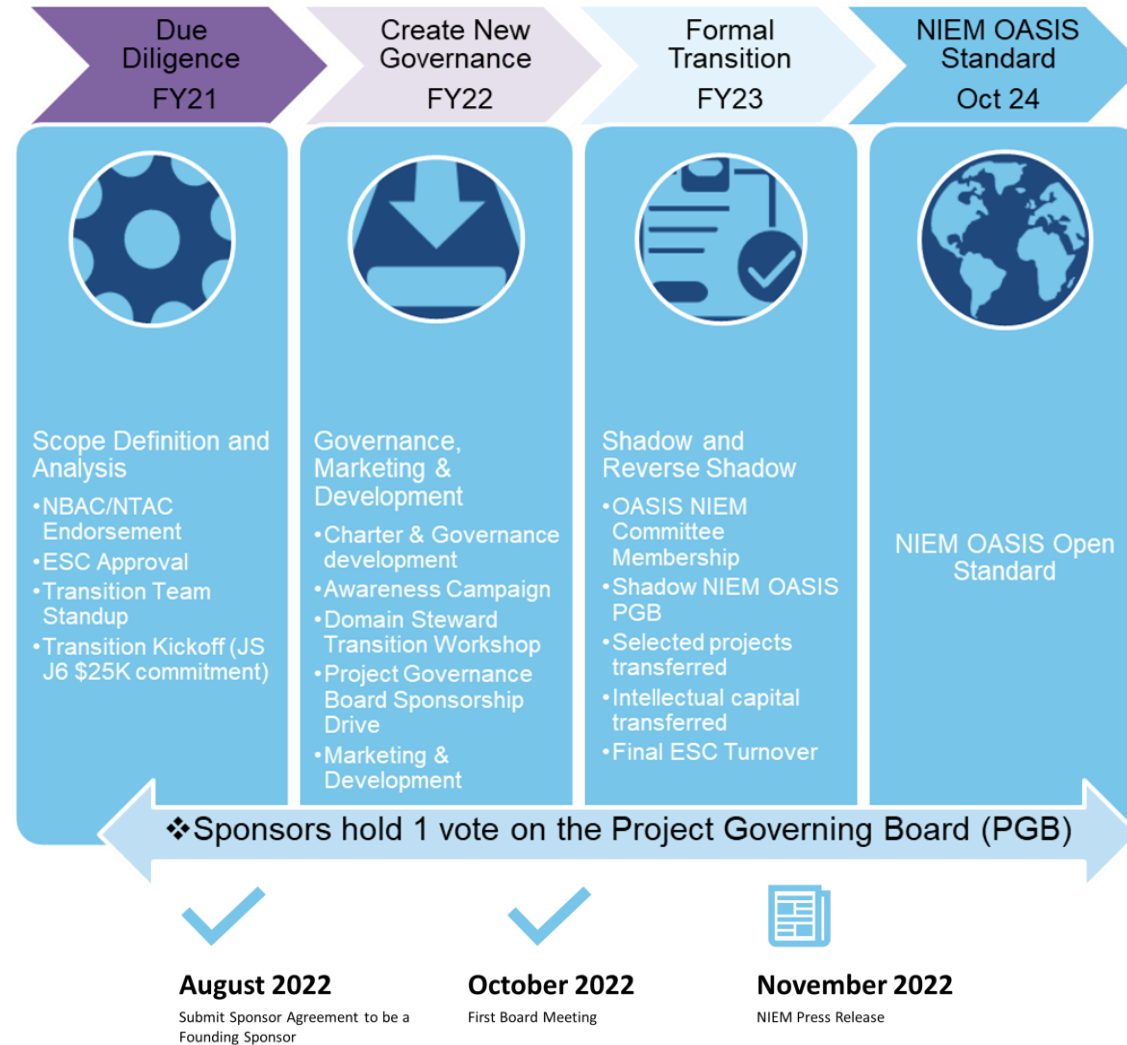 Due
Diligence
FY21
Create New
Governance
FY22
Formal
Transition
FY23
NIEM OASIS
Standard
Oct 24
Scope Definition and
Analysis
•NBAC/NTAC
Endorsement
•ESC Approval
•Transition Team
Standup
•Transition Kickoff (JS
J6 $25K commitment)
Governance,
Marketing &
Development
•Charter & Governance
development
•Awareness Campaign
•Domain Steward
Transition Workshop
•Project Governance
Board Sponsorship
Drive
•Marketing &
Development
Shadow and
Reverse Shadow
•OASIS NIEM
Committee
Membership
•Shadow NIEM OASIS
PGB
•Selected projects
transferred
•Intellectual capital
transferred
•Final ESC Turnover
NIEM OASIS Open
Standard
❖Sponsors hold 1 vote on the Project Governing Board (PGB)
August 2022
Submit Sponsor Agreement to be a
Founding Sponsor
October 2022
First Board Meeting
November 2022
NIEM Press Release